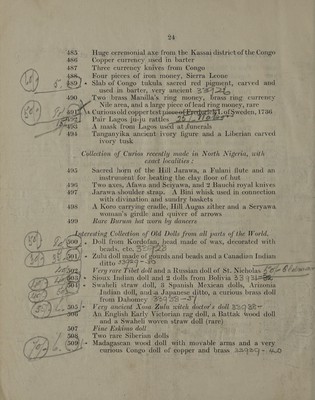 24
485 Huge ceremonial axe from the Kassai district of the Congo
486 Copper currency used in barter
487 Three currency knives from Congo
488 Four pieces of iron money, Sierra Leone
489 Slab of Congo tukula sacred red pigment, carved and
used in barter, very ancient
490 Two brass Manilla's, ring money, from ring currency
Nile area, and a large piece of lead ring money, rare
491 A Curious old copper test piece of Frederick I. of Sweden, 1736
492 Pair Lagos ju-ju rattles
493 A mask from Lagos used at funerals
494 Tanganyika ancient ivory figure and a Liberian carved
ivory tusk
Collection of Curios recently made in North Nigeria, with
exact localities :
495 Sacred horn of the Hill Jarawa, a Fulani flute and an
instrument for beating the clay floor of hut
496 Two axes, Afawa and Seiyawa, and 2 Bauchi royal knives
497 Jarawa shoulder strap. A Bini whisk used in connection
with divination and sundry baskets
498 A Koro carrying cradle, Hill Angas zither and a Seryawa
woman's girdle and quiver of arrows
499 Rare Burum hat worn by dancers
Interesting Collection of Old Dolls from all parts of the World.
500 Doll from Kordofan, head made of wax, decorated with
beads, etc.
501 Zulu doll made of gourds and beads and a Canadian Indian
ditto
502 Very rare Tibet doll and a Russian doll of St. Nicholas
503 Sioux Indian doll and 2 dolls from Bolivia
504 Swaheli straw doll, 3 Spanish Mexican dolls, Arizonia
Indian doll, and a Japanese ditto, a curious brass doll
from Dahomey
505 Very ancient Xosa Zulu witch doctor's doll
506 An English Early Victorian rag doll, a Battak wood doll
and a Swaheli woven straw doll (rare)
507 Fine Eskimo doll
508 Two rare Siberian dolls
509 Madagascar wood doll with movable arms and a very
curious Congo doll of copper and brass